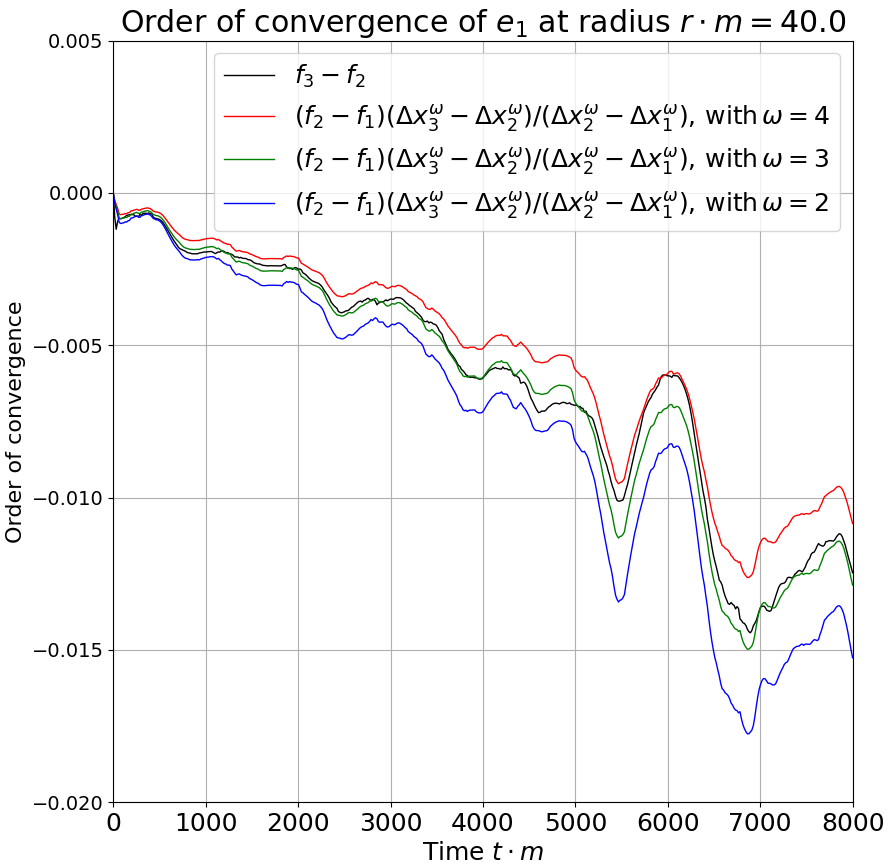 Order of convergence of e₁ at radius r · m = 40.0
f₃ − f₂
(f₂ − f₁)(Δx₃^ω − Δx₂^ω)/(Δx₂^ω − Δx₁^ω), with ω = 4
(f₂ − f₁)(Δx₃^ω − Δx₂^ω)/(Δx₂^ω − Δx₁^ω), with ω = 3
(f₂ − f₁)(Δx₃^ω − Δx₂^ω)/(Δx₂^ω − Δx₁^ω), with ω = 2
Order of convergence
0.005
0.000
−0.005
−0.010
−0.015
−0.020
0 1000 2000 3000 4000 5000 6000 7000 8000
Time t · m